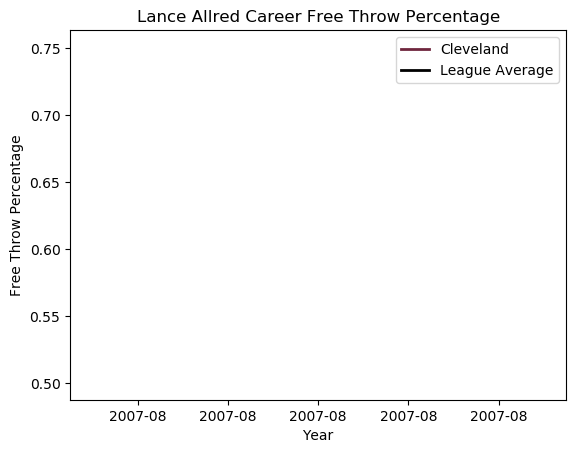 Lance Allred Career Free Throw Percentage
Cleveland
League Average
Free Throw Percentage
0.75
0.70
0.65
0.60
0.55
0.50
2007-08 2007-08 2007-08 2007-08 2007-08
Year